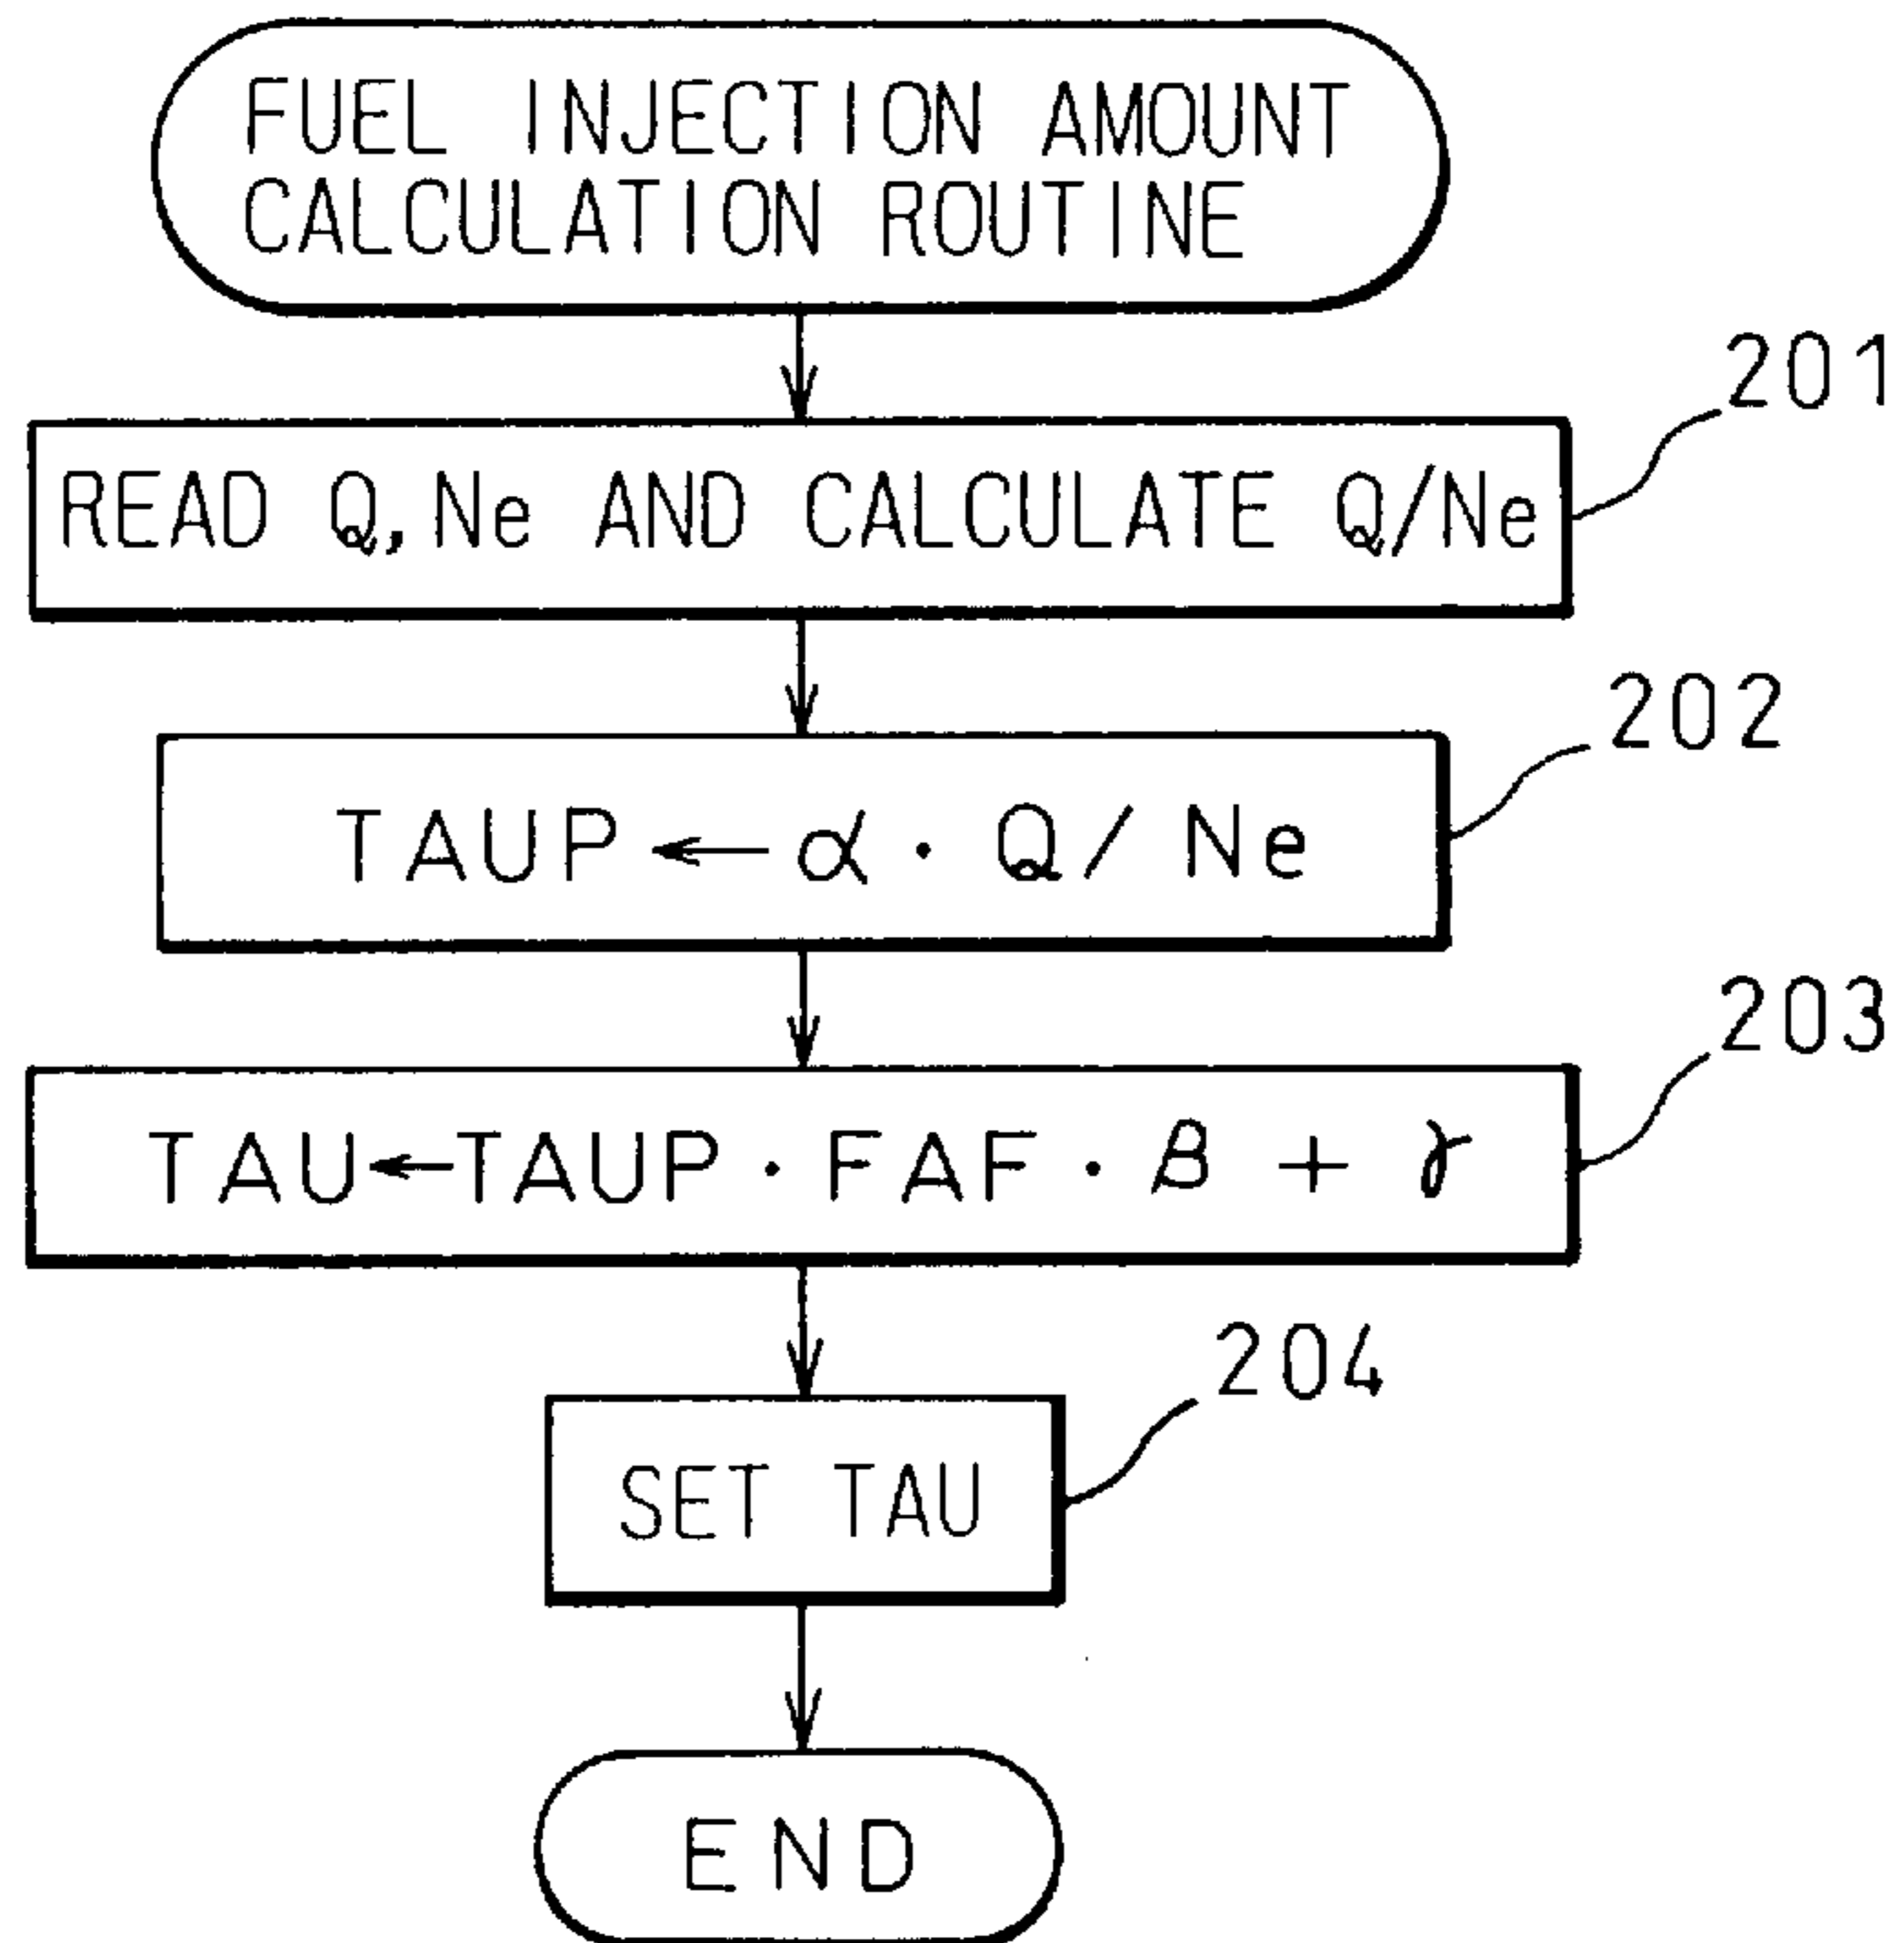 FUEL INJECTION AMOUNT
CALCULATION ROUTINE
201
READ Q, Ne AND CALCULATE Q/Ne
202
TAUP ← α · Q/Ne
203
TAU ← TAUP · FAF · β + γ
204
SET TAU
END